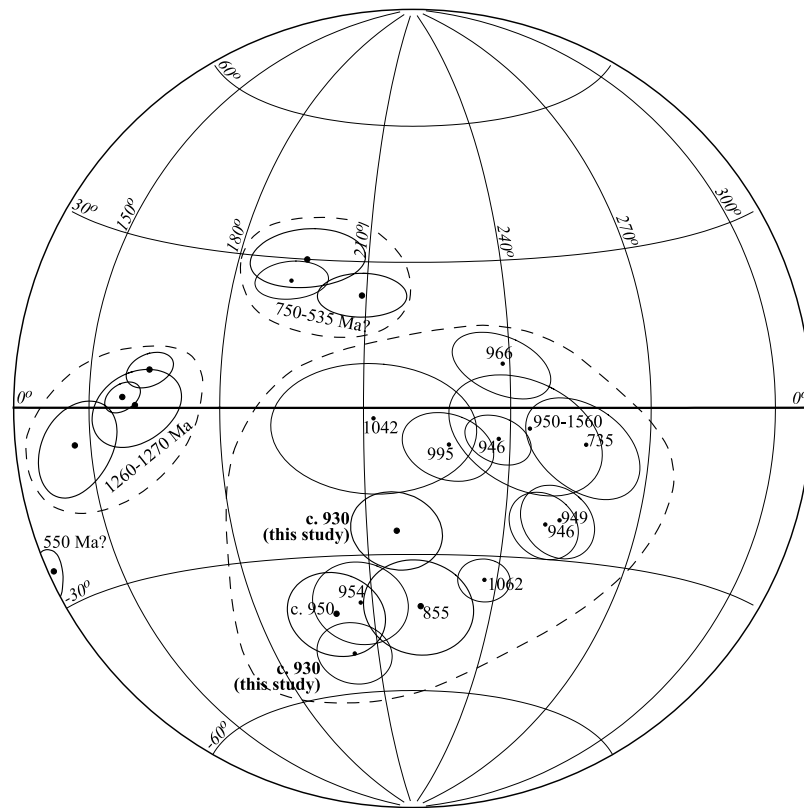 60º
30º
150º
180º
210º
240º
270º
300º
750-535 Ma?
966
0º
0º
1042
950-1560
735
995
946
1260-1270 Ma
c. 930
(this study)
949
946
550 Ma?
-30º
954
c. 950
855
1062
c. 930
(this study)
-60º